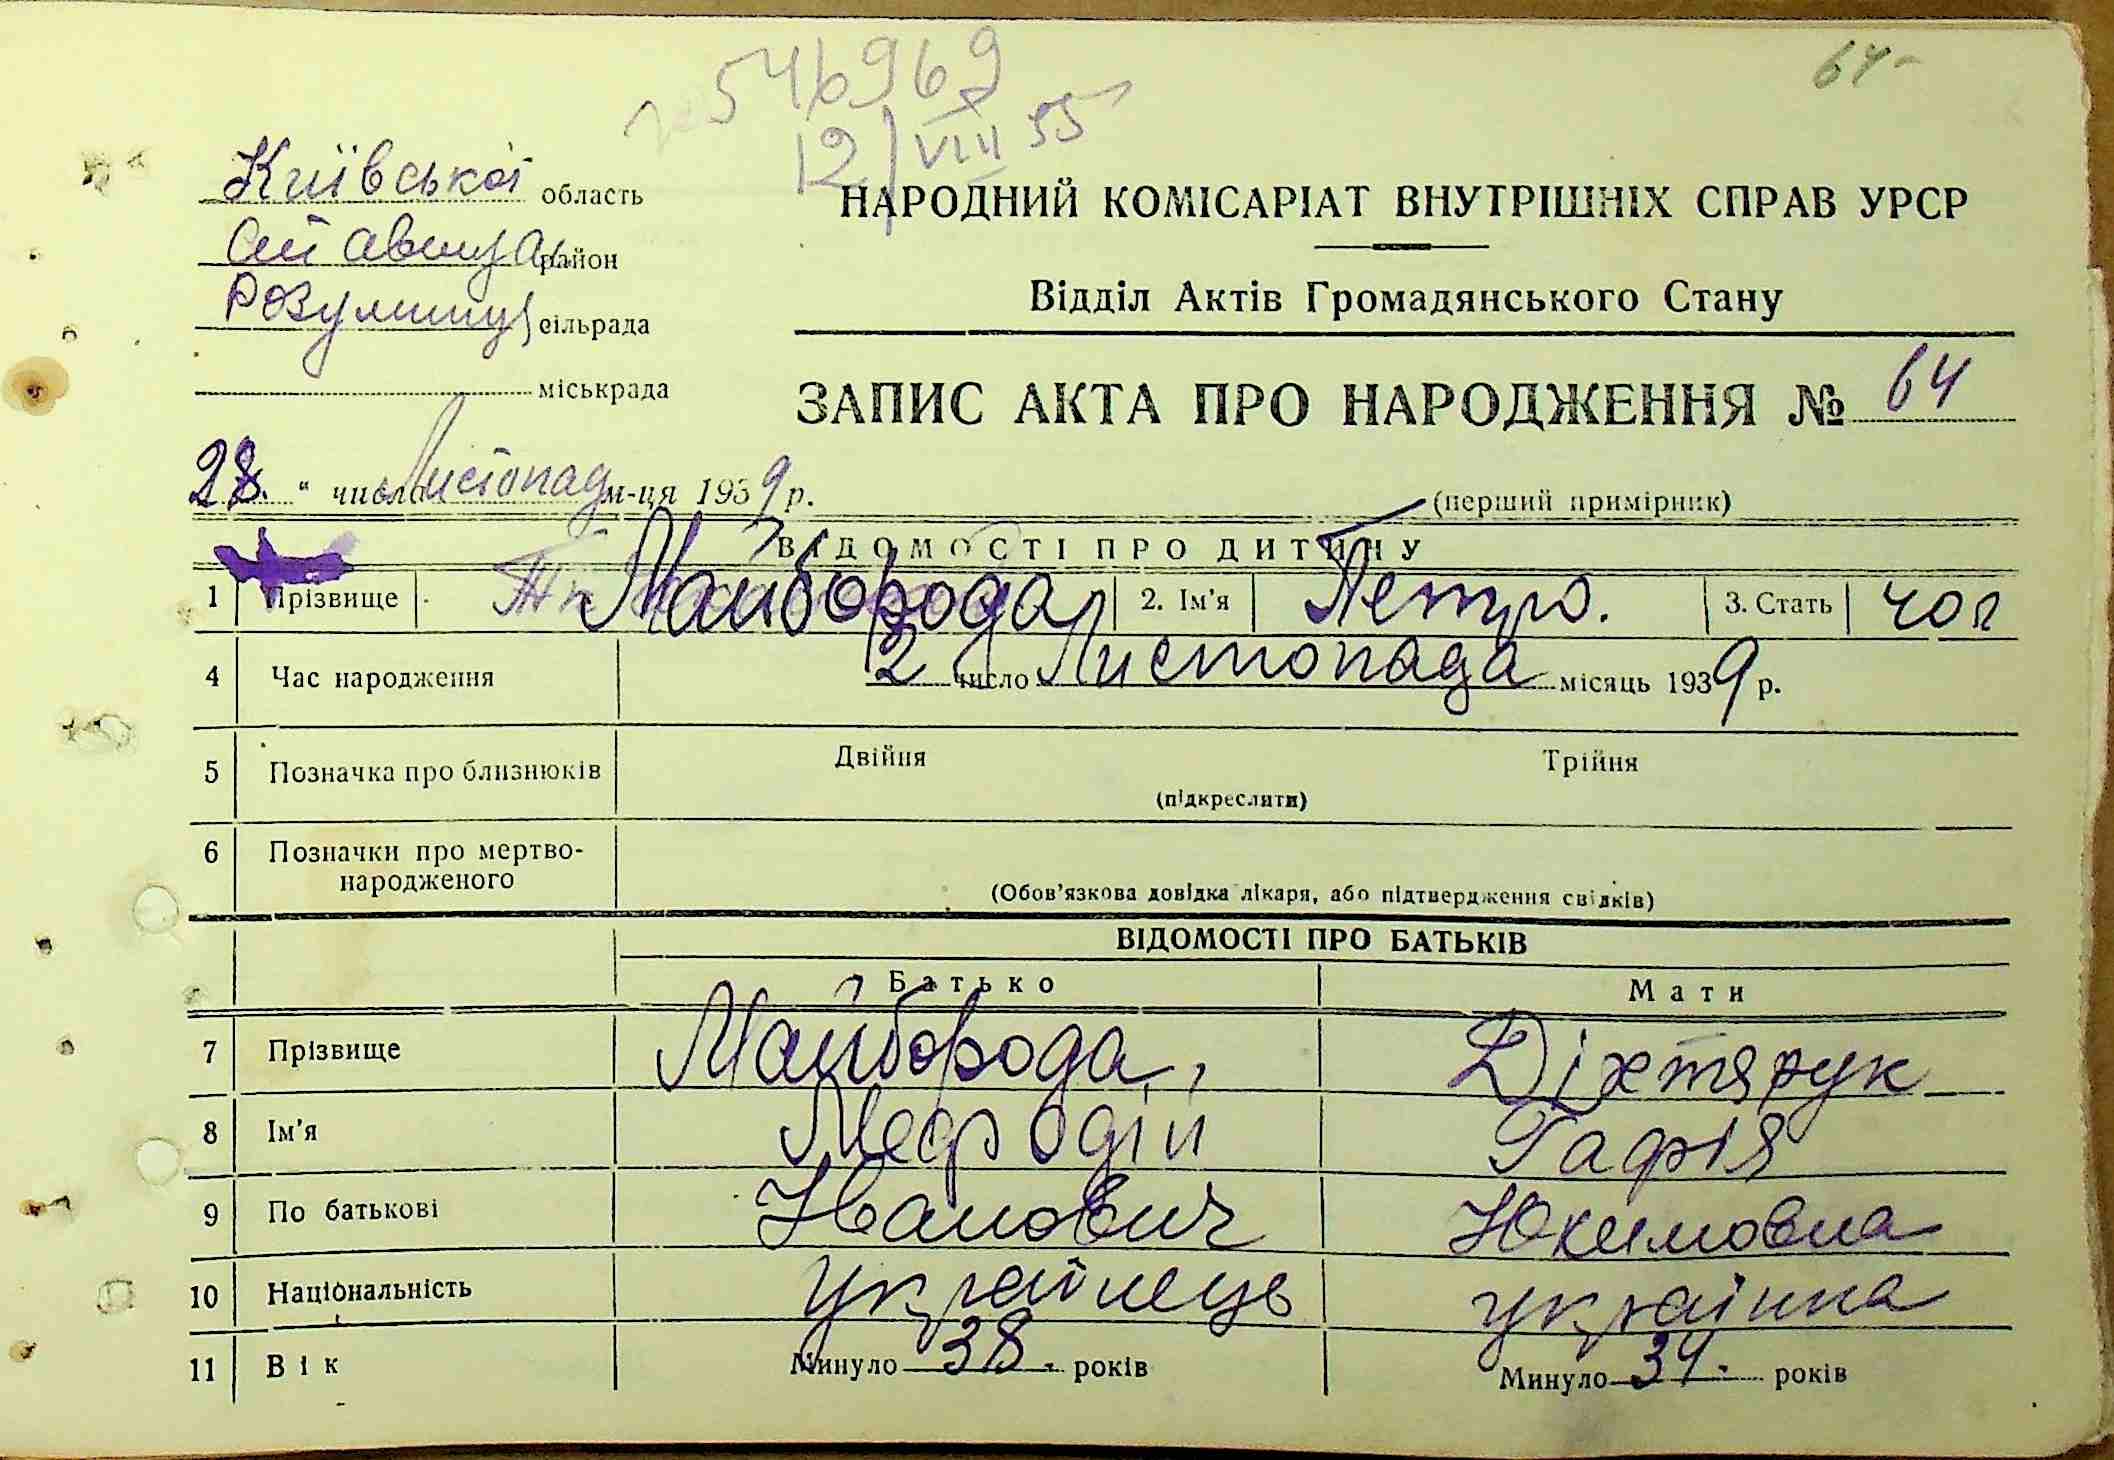 546969
64-
12/VIII 55
Київської область
район
сільрада
міськрада
НАРОДНИЙ КОМІСАРІАТ ВНУТРІШНІХ СПРАВ УРСР
Відділ Актів Громадянського Стану
ЗАПИС АКТА ПРО НАРОДЖЕННЯ № 64
28 " числа Листопад м-ця 1939 р.
(перший примірник)
ВІДОМОСТІ ПРО ДИТИНУ
1 Прізвище Майборода 2. Ім'я Петро. 3. Стать чол
4 Час народження 2 число Листопада місяць 1939 р.
5 Позначка про близнюків Двійня Трійня
(підкреслити)
6 Позначки про мертво-
народженого
(Обов'язкова довідка лікаря, або підтвердження свідків)
ВІДОМОСТІ ПРО БАТЬКІВ
Батько Мати
7 Прізвище Майборода Діхтярук
8 Ім'я Мефодій Гафія
9 По батькові Іванович Юхимовна
10 Національність українець українка
11 Вік Минуло 38. років Минуло 34. років